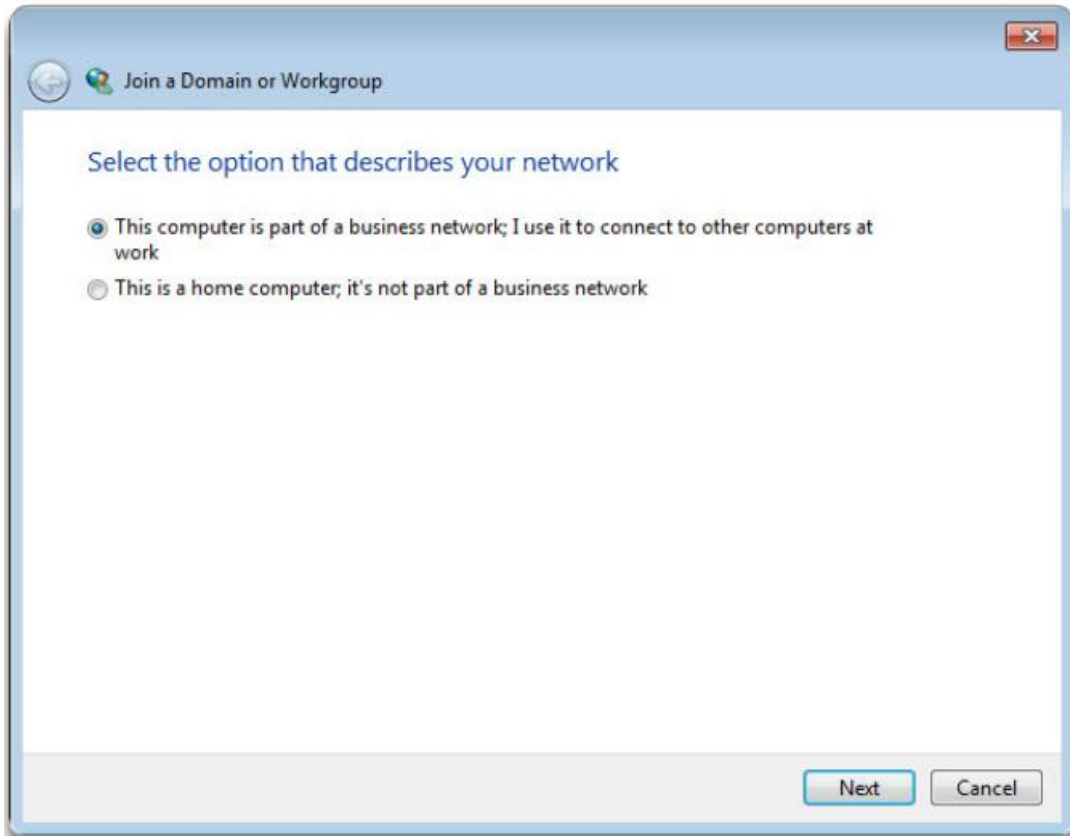 Join a Domain or Workgroup
Select the option that describes your network
This computer is part of a business network; I use it to connect to other computers at
work
This is a home computer; it's not part of a business network
Next
Cancel